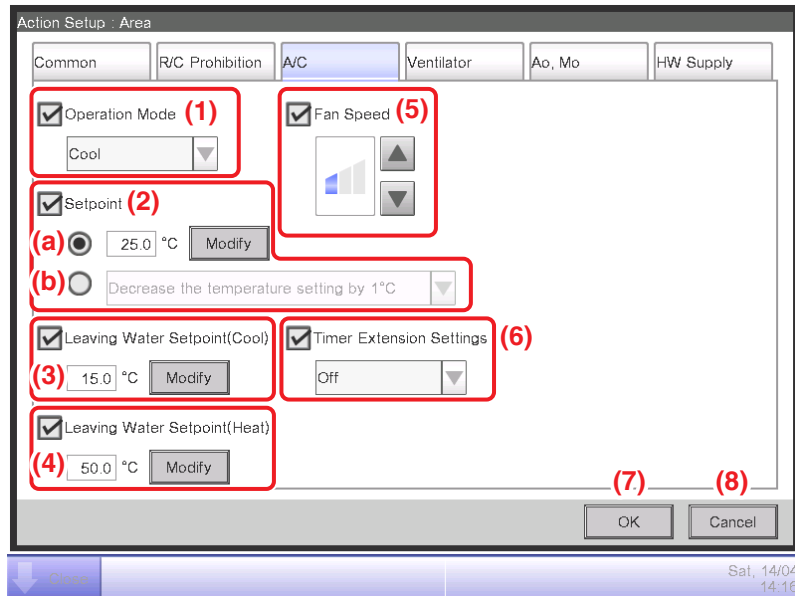 Action Setup : Area
Common R/C Prohibition A/C Ventilator Ao, Mo HW Supply
Operation Mode (1) Fan Speed (5)
Cool
Setpoint (2)
(a) 25.0 °C Modify
(b) Decrease the temperature setting by 1°C
Leaving Water Setpoint(Cool) Timer Extension Settings (6)
(3) 15.0 °C Modify Off
Leaving Water Setpoint(Heat)
(4) 50.0 °C Modify
(7) (8)
OK Cancel
Close Sat, 14/04
14:16